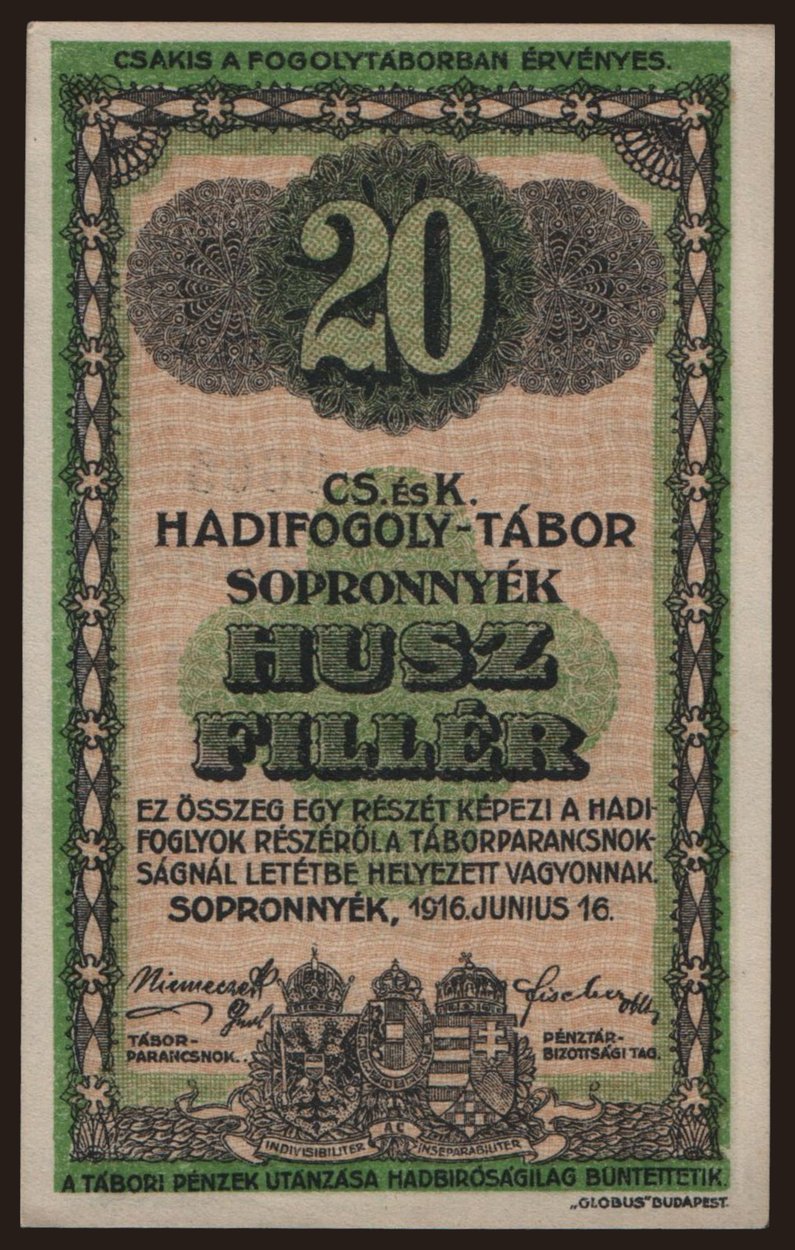 CSAKIS A FOGOLYTÁBORBAN ÉRVÉNYES.
20
CS. ÉS K.
HADIFOGOLY-TÁBOR
SOPRONNYÉK
HUSZ
FILLÉR
EZ ÖSSZEG EGY RÉSZÉT KÉPEZI A HADI-
FOGLYOK RÉSZÉRŐL A TÁBORPARANCSNOK-
SÁGNÁL LETÉTBE HELYEZETT VAGYONNAK.
SOPRONNYÉK, 1916. JUNIUS 16.
TÁBOR-
PARANCSNOK.
PÉNZTÁR-
BIZOTTSÁGI TAG.
INDIVISIBILITER AC INSEPARABILITER
A TÁBORI PÉNZEK UTÁNZÁSA HADBIRÓSÁGILAG BÜNTETTETIK.
„GLOBUS" BUDAPEST.